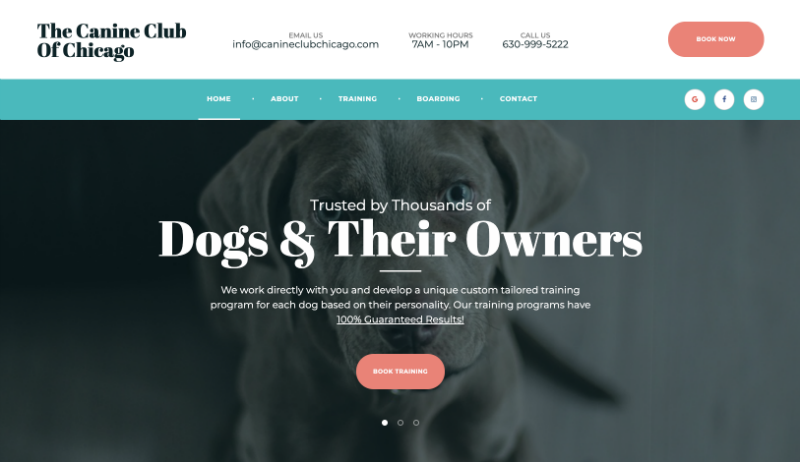 The Canine Club
Of Chicago
EMAIL US
info@canineclubchicago.com
WORKING HOURS
7AM - 10PM
CALL US
630-999-5222
BOOK NOW
HOME
ABOUT
TRAINING
BOARDING
CONTACT
Trusted by Thousands of
Dogs & Their Owners
We work directly with you and develop a unique custom tailored training
program for each dog based on their personality. Our training programs have
100% Guaranteed Results!
BOOK TRAINING